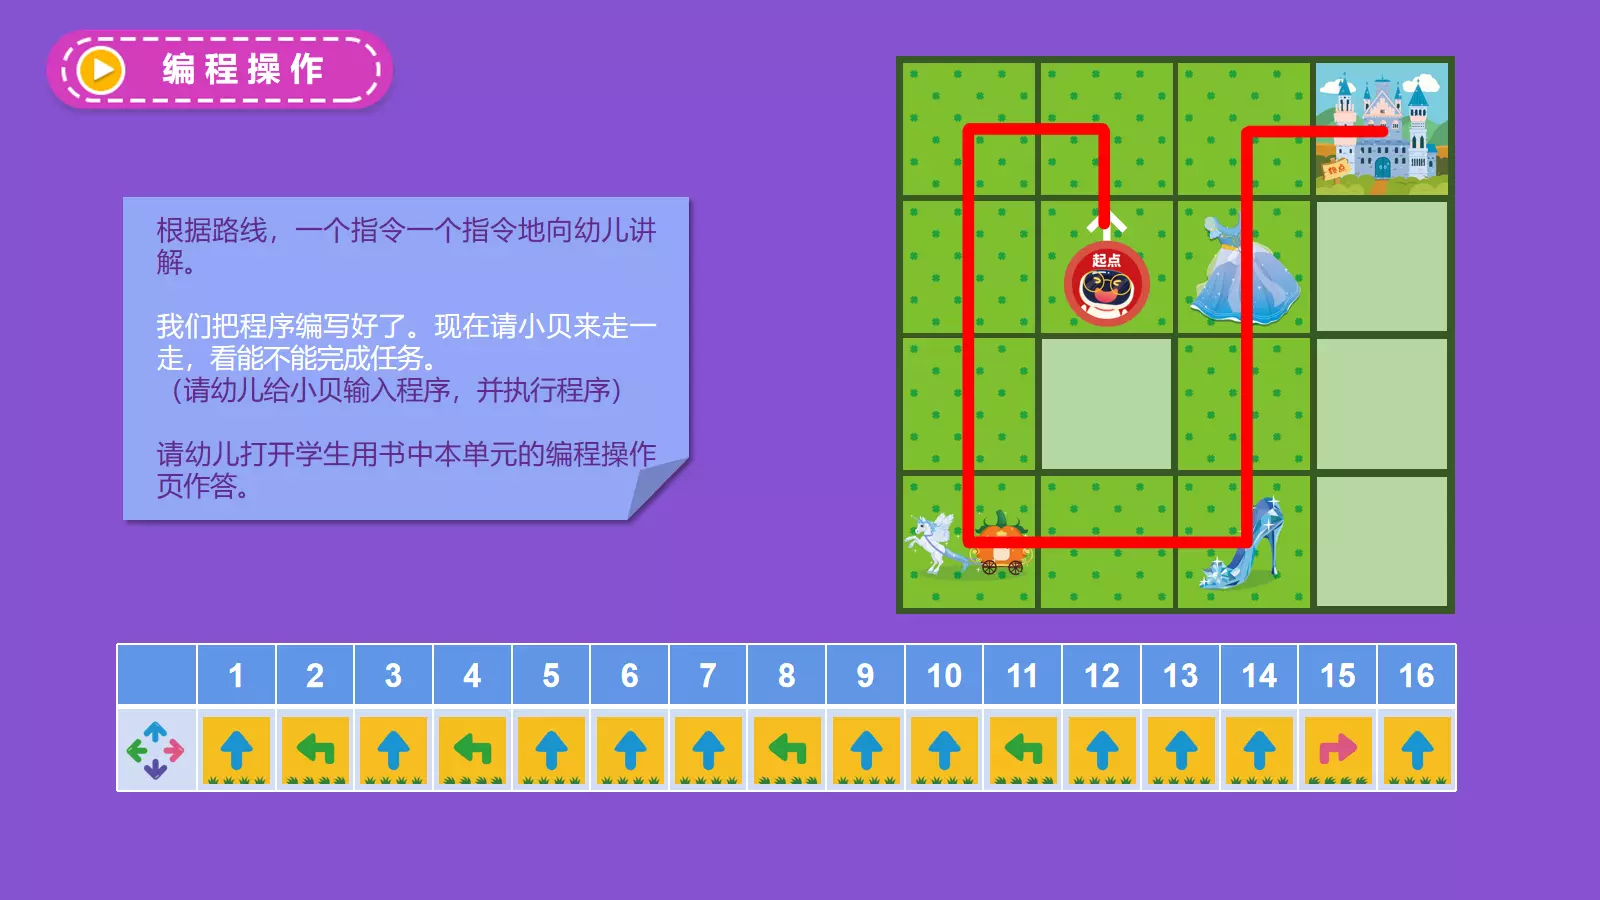 编程操作
根据路线，一个指令一个指令地向幼儿讲
解。
我们把程序编写好了。现在请小贝来走一
走，看能不能完成任务。
（请幼儿给小贝输入程序，并执行程序）
请幼儿打开学生用书中本单元的编程操作
页作答。
终点
起点
1 2 3 4 5 6 7 8 9 10 11 12 13 14 15 16